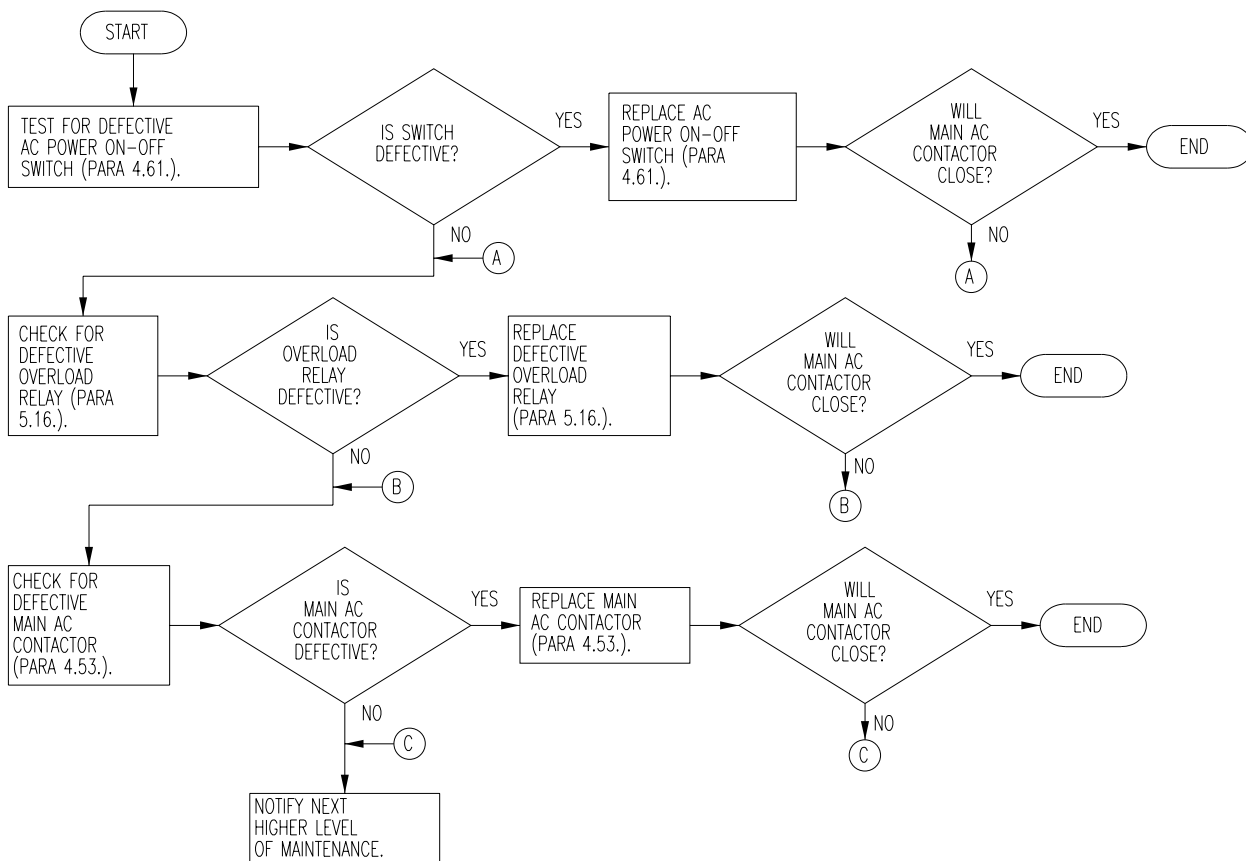 START
TEST FOR DEFECTIVE
AC POWER ON-OFF
SWITCH (PARA 4.61.).
IS SWITCH
DEFECTIVE?
YES
REPLACE AC
POWER ON-OFF
SWITCH (PARA
4.61.).
WILL
MAIN AC
CONTACTOR
CLOSE?
YES
END
NO
A
NO
A
CHECK FOR
DEFECTIVE
OVERLOAD
RELAY (PARA
5.16.).
IS
OVERLOAD
RELAY
DEFECTIVE?
YES
REPLACE
DEFECTIVE
OVERLOAD
RELAY
(PARA 5.16.).
WILL
MAIN AC
CONTACTOR
CLOSE?
YES
END
NO
B
NO
B
CHECK FOR
DEFECTIVE
MAIN AC
CONTACTOR
(PARA 4.53.).
IS
MAIN AC
CONTACTOR
DEFECTIVE?
YES
REPLACE MAIN
AC CONTACTOR
(PARA 4.53.).
WILL
MAIN AC
CONTACTOR
CLOSE?
YES
END
NO
C
NO
C
NOTIFY NEXT
HIGHER LEVEL
OF MAINTENANCE.